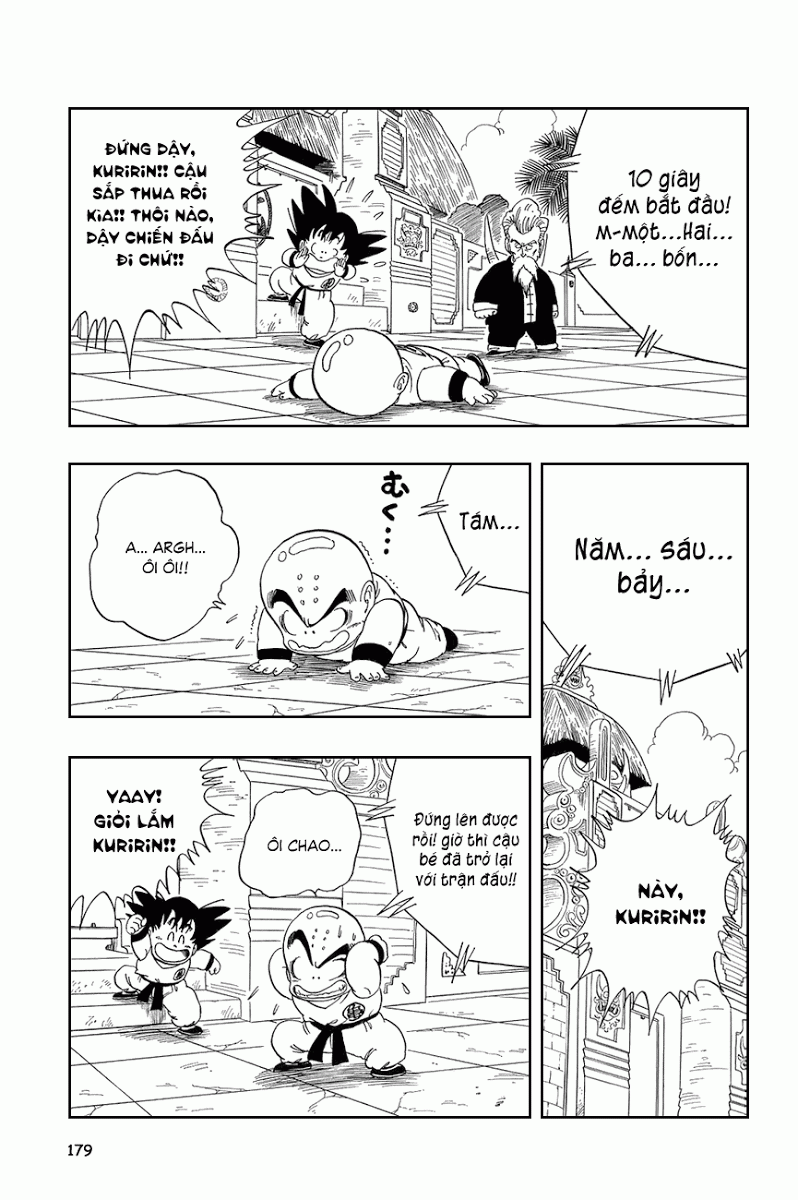 10 giây
đếm bắt đầu!
M-một...Hai...
ba... bốn...
ĐỨNG DẬY,
KURIRIN!! CẬU
SẮP THUA RỒI
KIA!! THÔI NÀO,
DẬY CHIẾN ĐẤU
ĐI CHỨ!!
Năm... sáu...
bảy...
NÀY,
KURIRIN!!
Tám...
むく…
A... ARGH...
ÔI ÔI!!
Đứng lên được
rồi! giờ thì cậu
bé đã trở lại
với trận đấu!!
ÔI CHAO...
YAAY!
GIỎI LẮM
KURIRIN!!
179